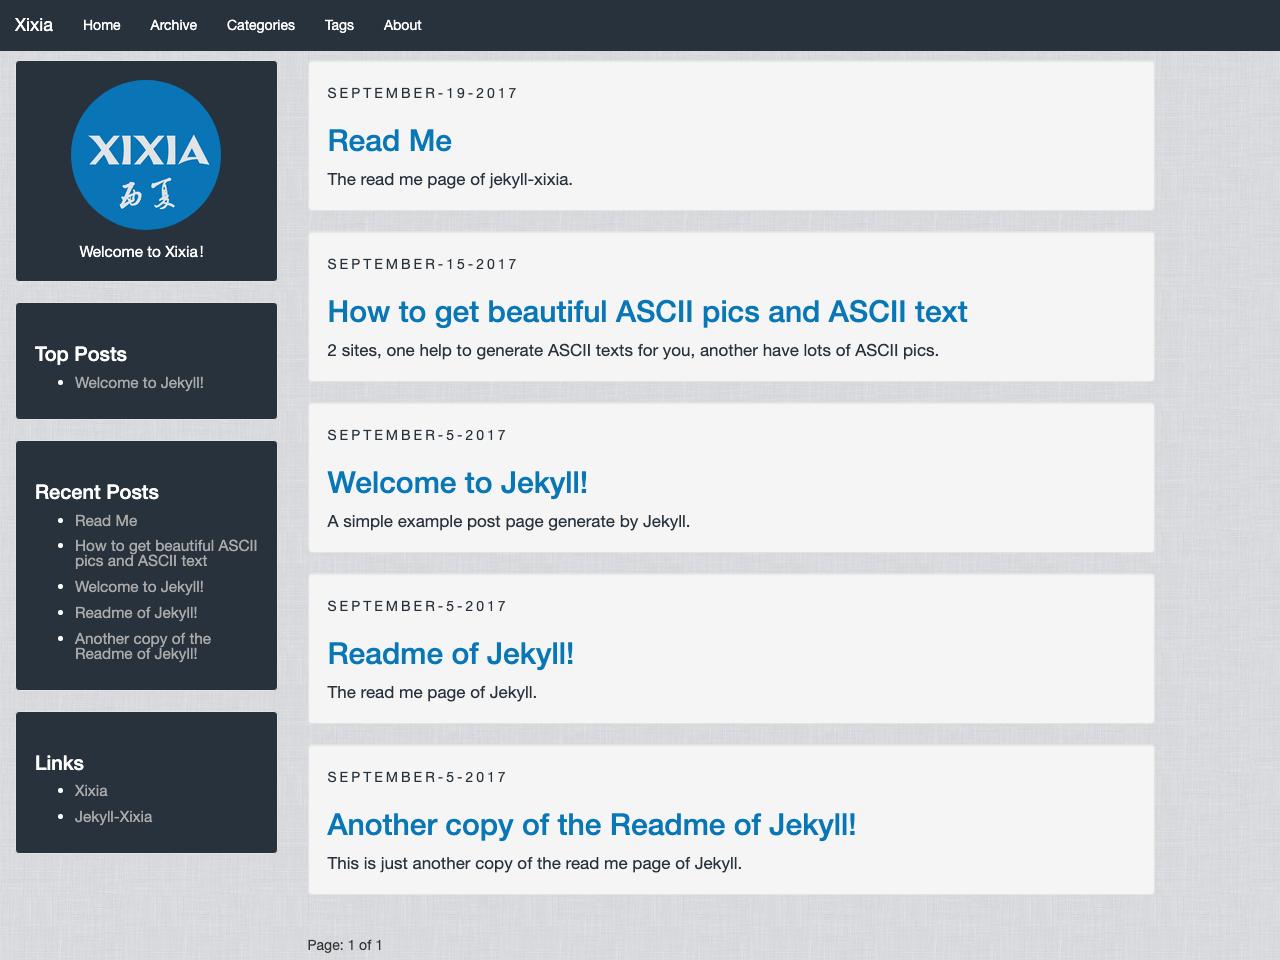 Xixia Home Archive Categories Tags About
XIXIA
西夏
Welcome to Xixia!
Top Posts
Welcome to Jekyll!
Recent Posts
Read Me
How to get beautiful ASCII
pics and ASCII text
Welcome to Jekyll!
Readme of Jekyll!
Another copy of the
Readme of Jekyll!
Links
Xixia
Jekyll-Xixia
SEPTEMBER-19-2017
Read Me
The read me page of jekyll-xixia.
SEPTEMBER-15-2017
How to get beautiful ASCII pics and ASCII text
2 sites, one help to generate ASCII texts for you, another have lots of ASCII pics.
SEPTEMBER-5-2017
Welcome to Jekyll!
A simple example post page generate by Jekyll.
SEPTEMBER-5-2017
Readme of Jekyll!
The read me page of Jekyll.
SEPTEMBER-5-2017
Another copy of the Readme of Jekyll!
This is just another copy of the read me page of Jekyll.
Page: 1 of 1